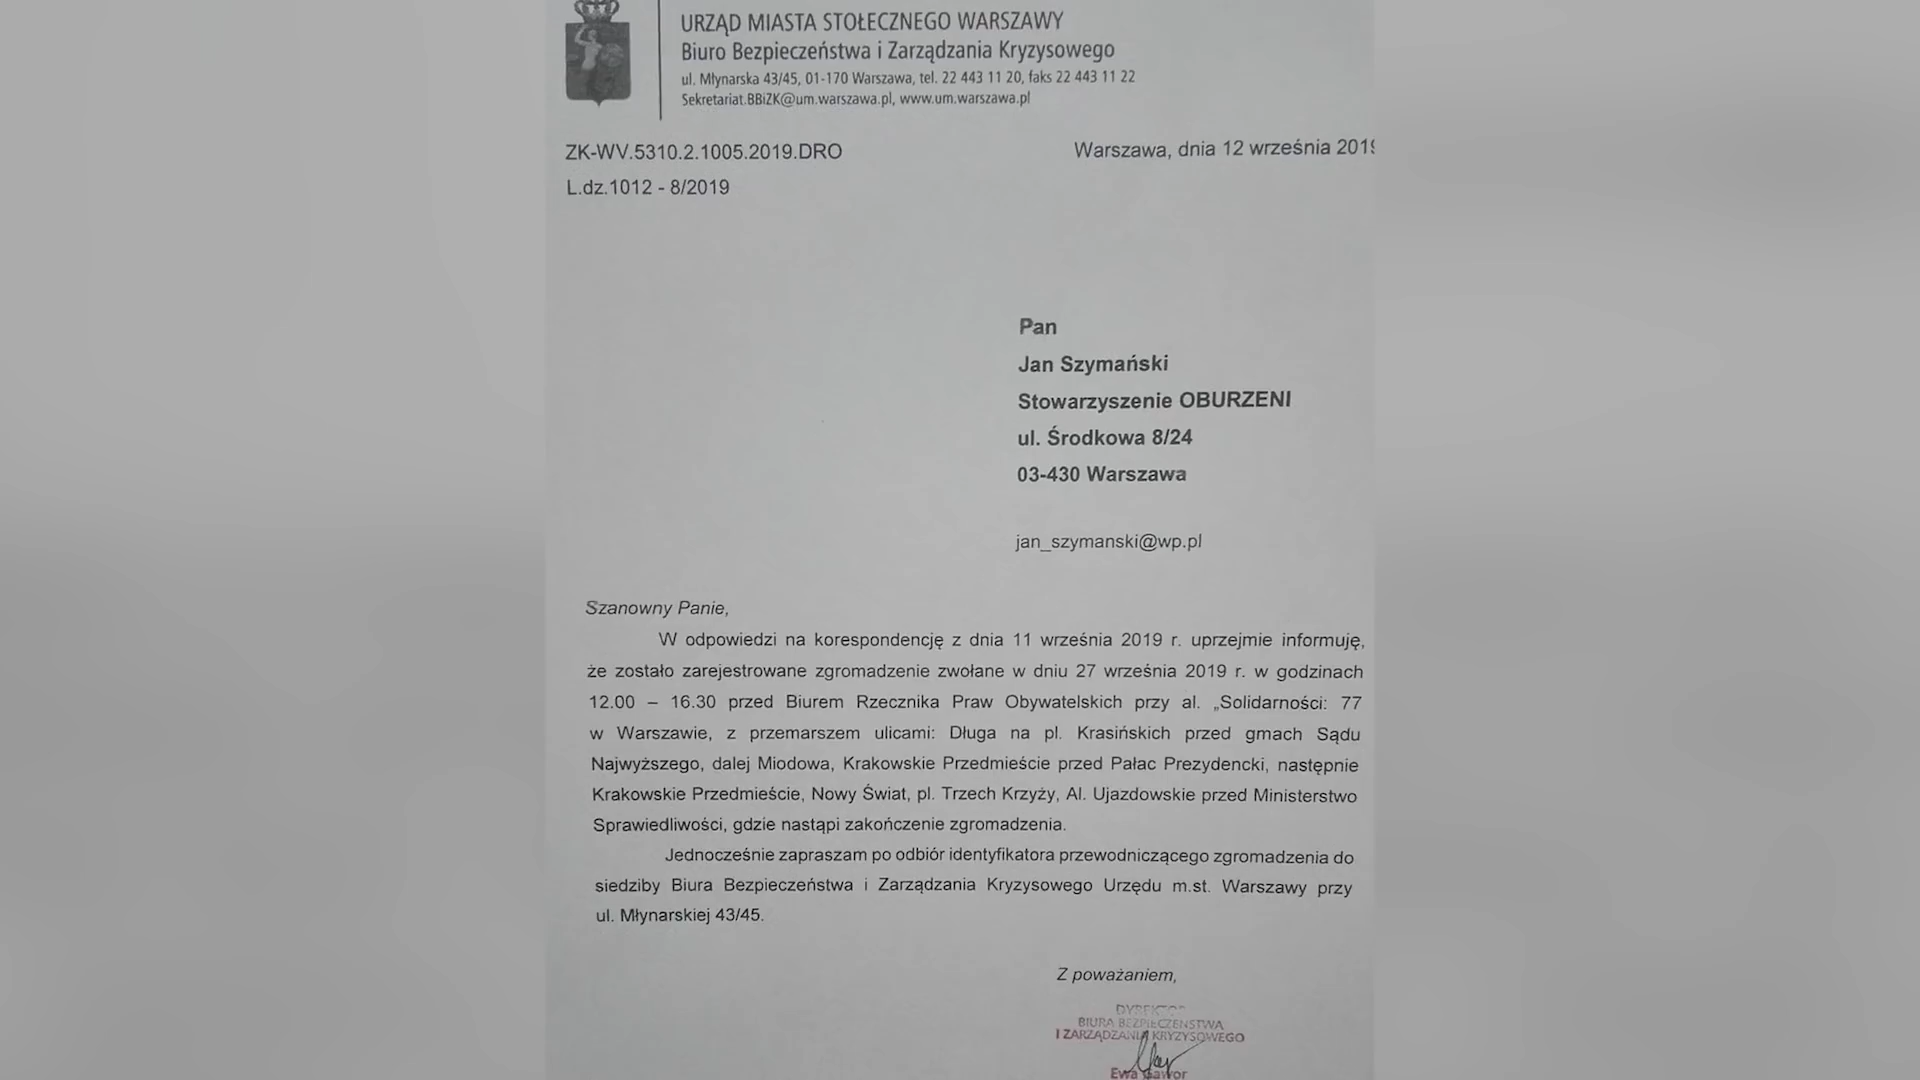 URZĄD MIASTA STOŁECZNEGO WARSZAWY
Biuro Bezpieczeństwa i Zarządzania Kryzysowego
ul. Młynarska 43/45, 01-170 Warszawa, tel. 22 443 11 20, faks 22 443 11 22
Sekretariat.BBiZK@um.warszawa.pl, www.um.warszawa.pl
ZK-WV.5310.2.1005.2019.DRO
Warszawa, dnia 12 września 2019
L.dz.1012 - 8/2019
Pan
Jan Szymański
Stowarzyszenie OBURZENI
ul. Środkowa 8/24
03-430 Warszawa
jan_szymanski@wp.pl
Szanowny Panie,
W odpowiedzi na korespondencję z dnia 11 września 2019 r. uprzejmie informuję,
że zostało zarejestrowane zgromadzenie zwołane w dniu 27 września 2019 r. w godzinach
12.00 – 16.30 przed Biurem Rzecznika Praw Obywatelskich przy al. „Solidarności: 77
w Warszawie, z przemarszem ulicami: Długa na pl. Krasińskich przed gmach Sądu
Najwyższego, dalej Miodowa, Krakowskie Przedmieście przed Pałac Prezydencki, następnie
Krakowskie Przedmieście, Nowy Świat, pl. Trzech Krzyży, Al. Ujazdowskie przed Ministerstwo
Sprawiedliwości, gdzie nastąpi zakończenie zgromadzenia.
Jednocześnie zapraszam po odbiór identyfikatora przewodniczącego zgromadzenia do
siedziby Biura Bezpieczeństwa i Zarządzania Kryzysowego Urzędu m.st. Warszawy przy
ul. Młynarskiej 43/45.
Z poważaniem,
DYREKTOR
BIURA BEZPIECZEŃSTWA
I ZARZĄDZANIA KRYZYSOWEGO
Ewa Gawor